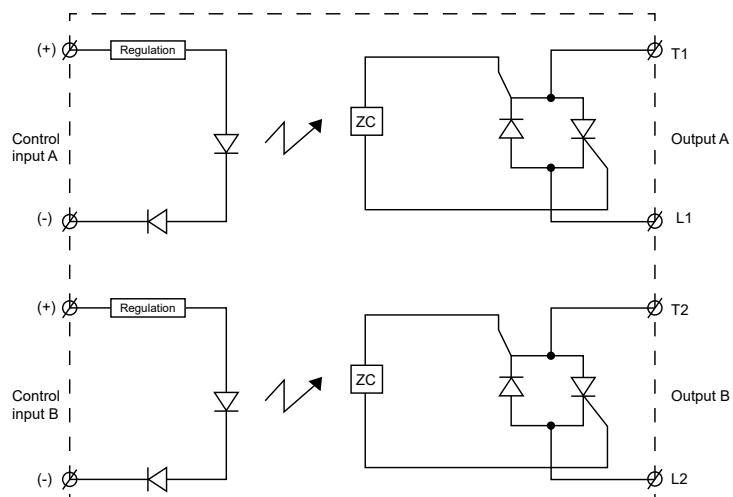 (+)
Regulation
T1
ZC
Control
input A
Output A
(-)
L1
(+)
Regulation
T2
ZC
Control
input B
Output B
(-)
L2